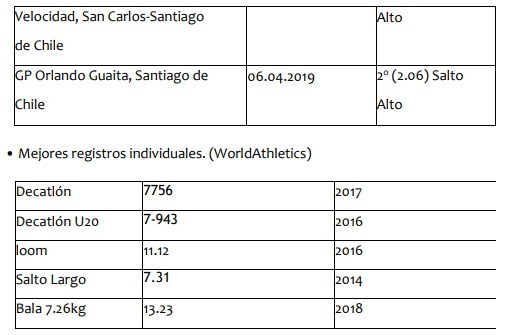 Velocidad, San Carlos-Santiago Alto
de Chile
GP Orlando Guaita, Santiago de 06.04.2019 2º (2.06) Salto
Chile Alto
• Mejores registros individuales. (WorldAthletics)
Decatlón 7756 2017
Decatlón U20 7-943 2016
loom 11.12 2016
Salto Largo 7.31 2014
Bala 7.26kg 13.23 2018